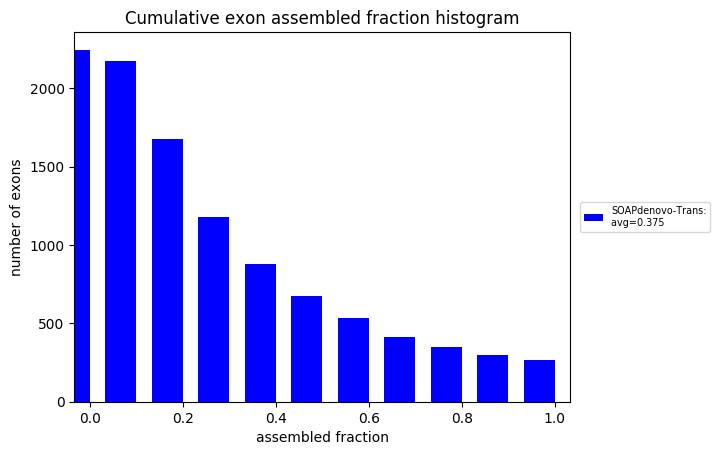 Cumulative exon assembled fraction histogram
number of exons
2000
1500
1000
500
0
0.0 0.2 0.4 0.6 0.8 1.0
assembled fraction
SOAPdenovo-Trans:
avg=0.375